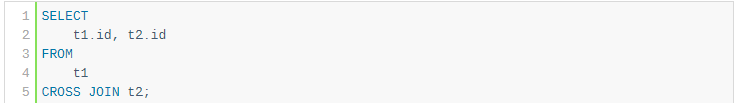 1 SELECT
2     t1.id, t2.id
3 FROM
4     t1
5 CROSS JOIN t2;